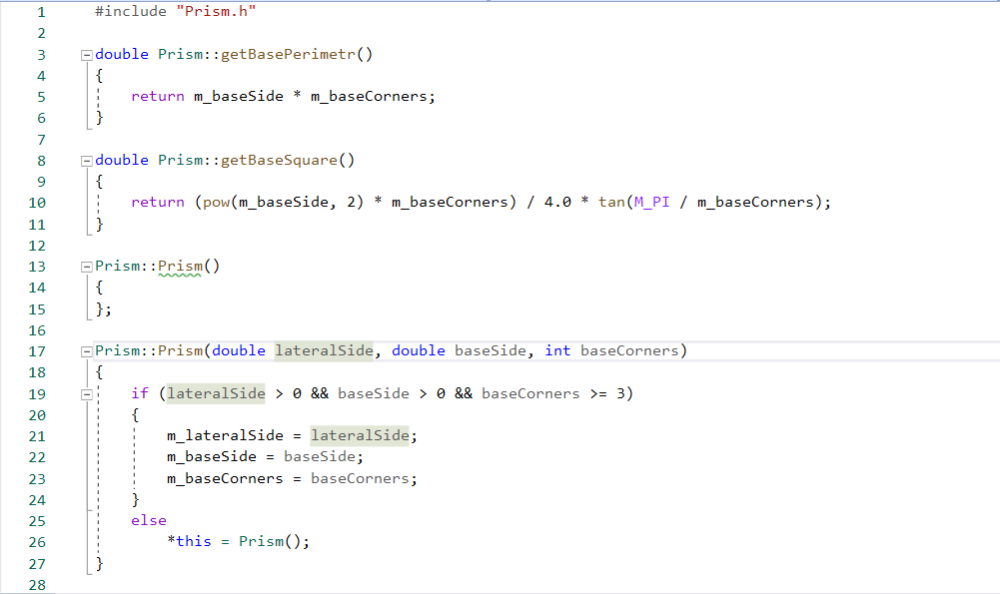 1 #include "Prism.h"
2
3 double Prism::getBasePerimetr()
4 {
5 return m_baseSide * m_baseCorners;
6 }
7
8 double Prism::getBaseSquare()
9 {
10 return (pow(m_baseSide, 2) * m_baseCorners) / 4.0 * tan(M_PI / m_baseCorners);
11 }
12
13 Prism::Prism()
14 {
15 };
16
17 Prism::Prism(double lateralSide, double baseSide, int baseCorners)
18 {
19 if (lateralSide > 0 && baseSide > 0 && baseCorners >= 3)
20 {
21 m_lateralSide = lateralSide;
22 m_baseSide = baseSide;
23 m_baseCorners = baseCorners;
24 }
25 else
26 *this = Prism();
27 }
28